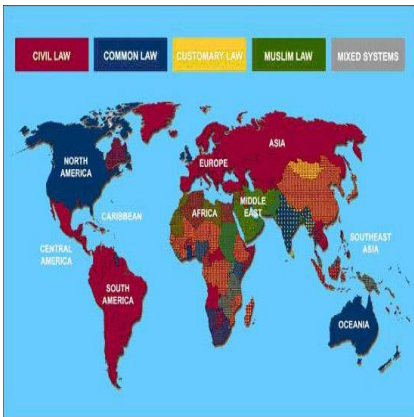 CIVIL LAW
COMMON LAW
CUSTOMARY LAW
MUSLIM LAW
MIXED SYSTEMS
NORTH
AMERICA
CARIBBEAN
CENTRAL
AMERICA
SOUTH
AMERICA
EUROPE
ASIA
AFRICA
MIDDLE
EAST
SOUTHEAST
ASIA
OCEANIA